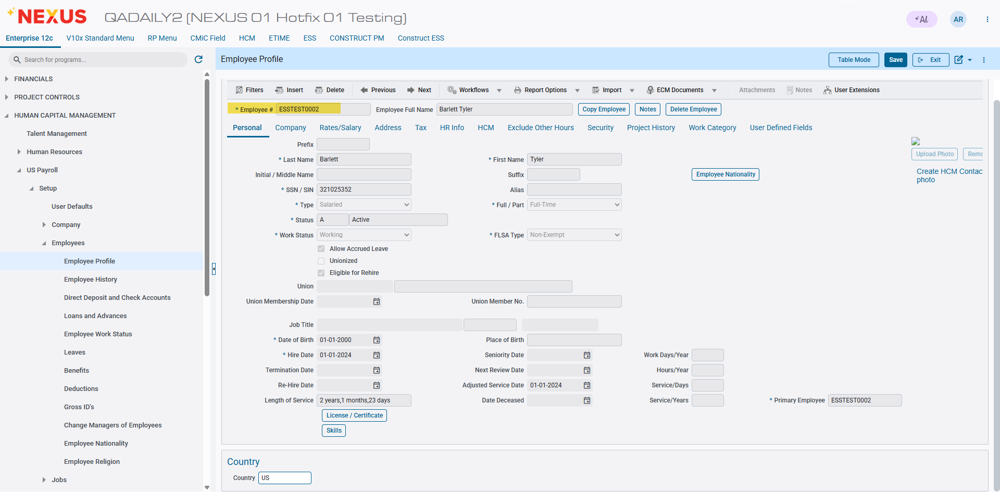 NEXUS QADAILY2 (NEXUS 01 Hotfix 01 Testing) AI AR
Enterprise 12c V10x Standard Menu RP Menu CMiC Field HCM ETIME ESS CONSTRUCT PM Construct ESS
Search for programs...
FINANCIALS
PROJECT CONTROLS
HUMAN CAPITAL MANAGEMENT
Talent Management
Human Resources
US Payroll
Setup
User Defaults
Company
Employees
Employee Profile
Employee History
Direct Deposit and Check Accounts
Loans and Advances
Employee Work Status
Leaves
Benefits
Deductions
Gross ID's
Change Managers of Employees
Employee Nationality
Employee Religion
Jobs
Employee Profile Table Mode Save Exit
Filters Insert Delete Previous Next Workflows Report Options Import ECM Documents Attachments Notes User Extensions
* Employee # ESSTEST0002 Employee Full Name Barlett Tyler Copy Employee Notes Delete Employee
Personal Company Rates/Salary Address Tax HR Info HCM Exclude Other Hours Security Project History Work Category User Defined Fields
Prefix
* Last Name Barlett * First Name Tyler
Initial / Middle Name Suffix Employee Nationality
* SSN / SIN 321025352 Alias
* Type Salaried * Full / Part Full-Time
* Status A Active
* Work Status Working * FLSA Type Non-Exempt
Allow Accrued Leave
Unionized
Eligible for Rehire
Union
Union Membership Date Union Member No.
Job Title
* Date of Birth 01-01-2000 Place of Birth
* Hire Date 01-01-2024 Seniority Date Work Days/Year
Termination Date Next Review Date Hours/Year
Re-Hire Date Adjusted Service Date 01-01-2024 Service/Days
Length of Service 2 years,1 months,23 days Date Deceased Service/Years * Primary Employee ESSTEST0002
License / Certificate
Skills
Upload Photo Remo
Create HCM Contac
photo
Country
Country US